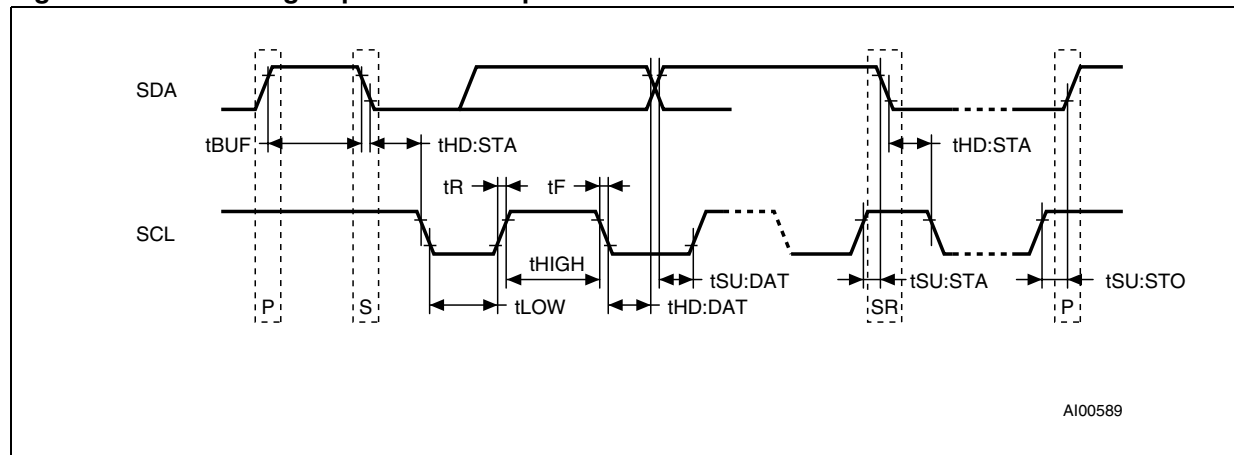 SDA
tBUF
tHD:STA
tHD:STA
tR
tF
SCL
tHIGH
tSU:DAT
tSU:STA
tSU:STO
P
S
tLOW
tHD:DAT
SR
P
AI00589